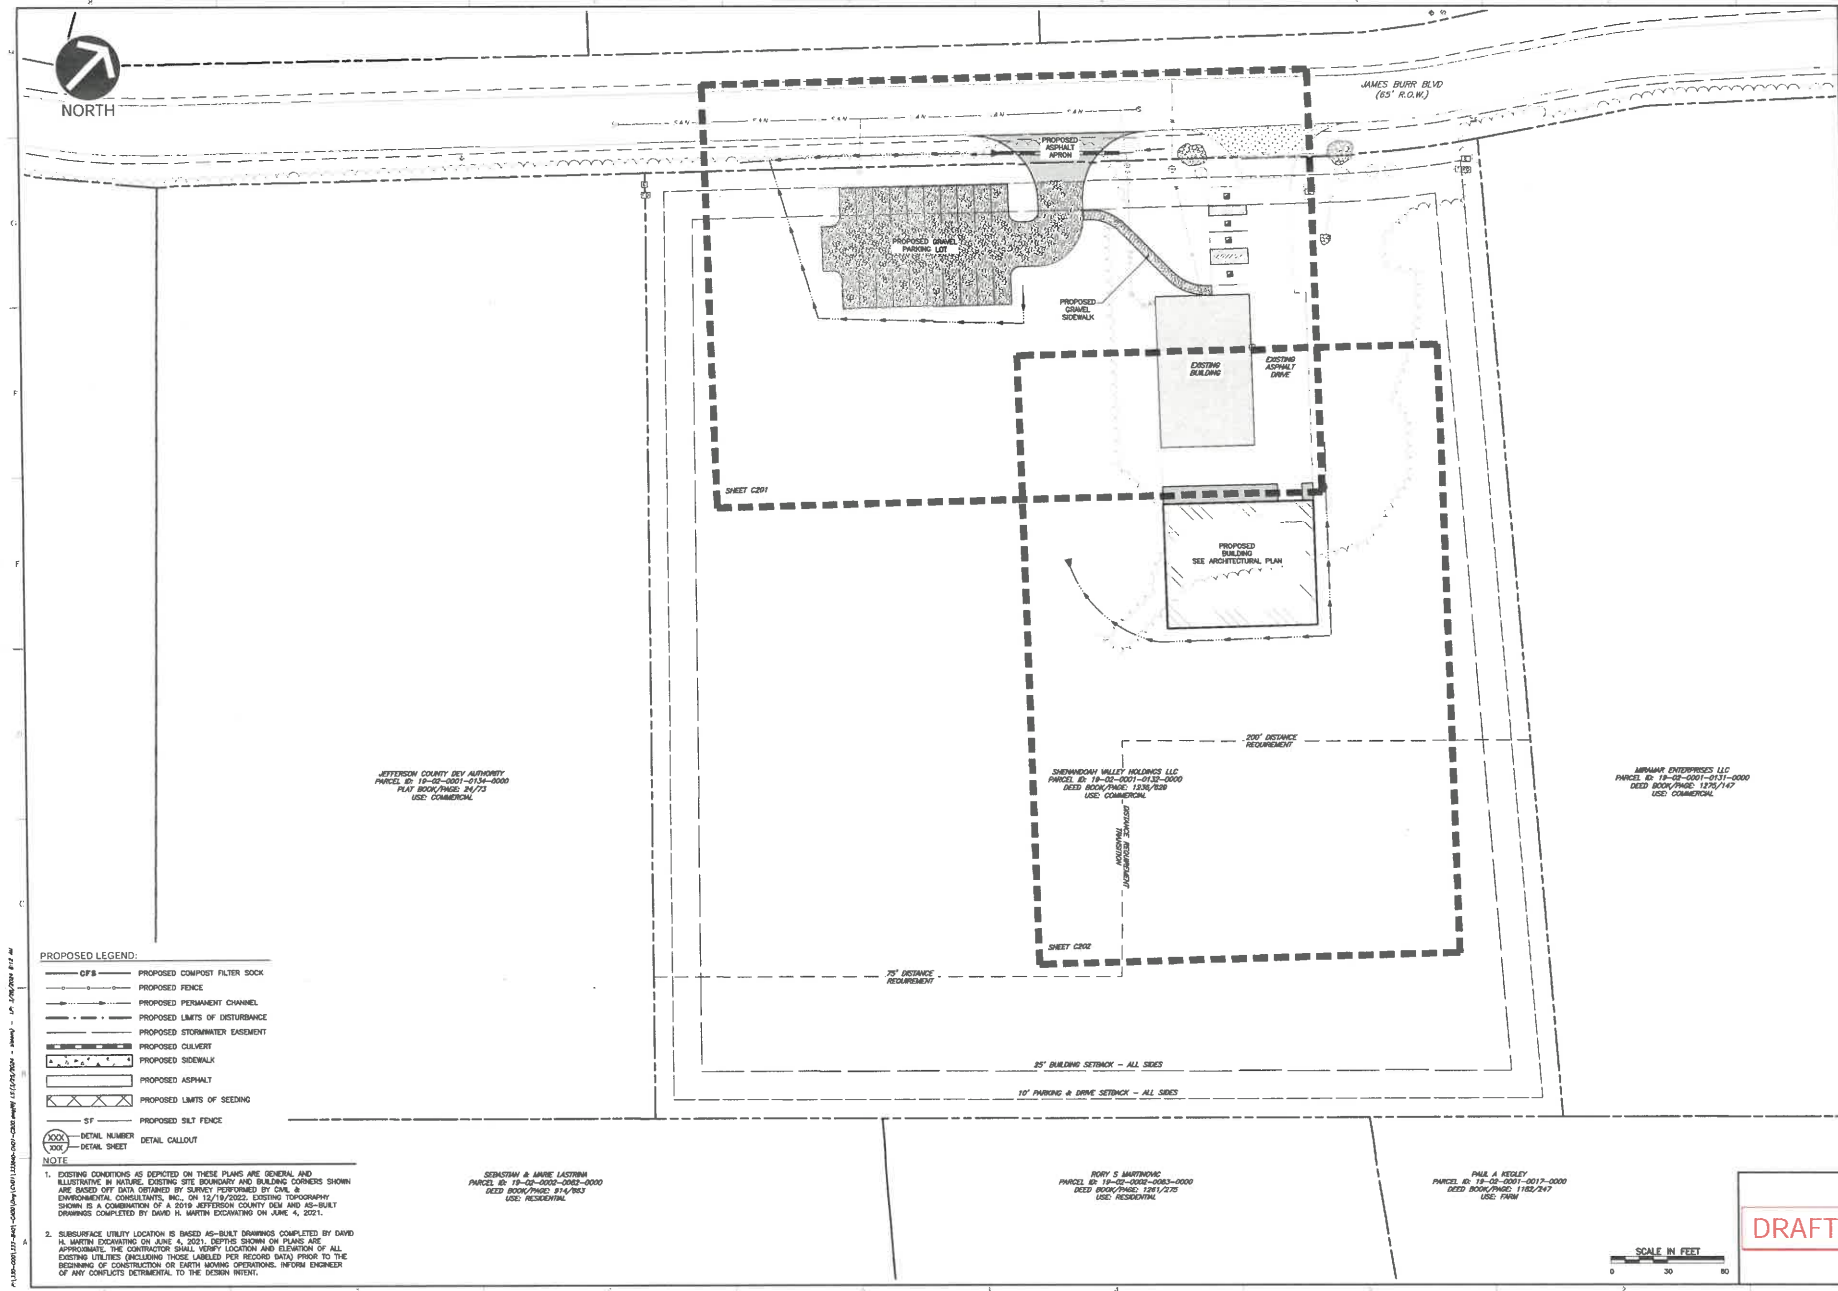 NORTH
JAMES BURR BLVD
(65' R.O.W.)
SAN SAN SAN SAN SAN SAN
PROPOSED
ASPHALT
APRON
PROPOSED GRAVEL
PARKING LOT
PROPOSED
GRAVEL
SIDEWALK
EXISTING
BUILDING
EXISTING
ASPHALT
DRIVE
SHEET C201
PROPOSED
BUILDING
SEE ARCHITECTURAL PLAN
200' DISTANCE
REQUIREMENT
JEFFERSON COUNTY DEV AUTHORITY
PARCEL ID: 19-02-0001-0134-0000
PLAT BOOK/PAGE: 24/73
USE: COMMERCIAL
SHENANDOAH VALLEY HOLDINGS LLC
PARCEL ID: 19-02-0001-0132-0000
DEED BOOK/PAGE:
USE: COMMERCIAL
MIRAMAR ENTERPRISES LLC
PARCEL ID: 19-02-0001-0131-0000
DEED BOOK/PAGE: 1275/147
USE: COMMERCIAL
DISTANCE REQUIREMENT
TRANSITION
SHEET C202
75' DISTANCE
REQUIREMENT
PROPOSED LEGEND:
CFS PROPOSED COMPOST FILTER SOCK
PROPOSED FENCE
PROPOSED PERMANENT CHANNEL
PROPOSED LIMITS OF DISTURBANCE
PROPOSED STORMWATER EASEMENT
PROPOSED CULVERT
PROPOSED SIDEWALK
PROPOSED ASPHALT
PROPOSED LIMITS OF SEEDING
SF PROPOSED SILT FENCE
XXX DETAIL NUMBER
XXX DETAIL SHEET
DETAIL CALLOUT
25' BUILDING SETBACK - ALL SIDES
10' PARKING & DRIVE SETBACK - ALL SIDES
NOTE
1. EXISTING CONDITIONS AS DEPICTED ON THESE PLANS ARE GENERAL AND
ILLUSTRATIVE IN NATURE. EXISTING SITE BOUNDARY AND BUILDING CORNERS SHOWN
ARE BASED OFF DATA OBTAINED BY SURVEY PERFORMED BY CIVIL &
ENVIRONMENTAL CONSULTANTS, INC., ON 12/19/2022. EXISTING TOPOGRAPHY
SHOWN IS A COMBINATION OF A 2019 JEFFERSON COUNTY DEM AND AS-BUILT
DRAWINGS COMPLETED BY DAVID H. MARTIN EXCAVATING ON JUNE 4, 2021.
2. SUBSURFACE UTILITY LOCATION IS BASED AS-BUILT DRAWINGS COMPLETED BY DAVID
H. MARTIN EXCAVATING ON JUNE 4, 2021. DEPTHS SHOWN ON PLANS ARE
APPROXIMATE. THE CONTRACTOR SHALL VERIFY LOCATION AND ELEVATION OF ALL
EXISTING UTILITIES (INCLUDING THOSE LABELED PER RECORD DATA) PRIOR TO THE
BEGINNING OF CONSTRUCTION OR EARTH MOVING OPERATIONS. INFORM ENGINEER
OF ANY CONFLICTS DETRIMENTAL TO THE DESIGN INTENT.
SEBASTIAN & MARIE LASTRINA
PARCEL ID: 19-02-0002-0062-0000
DEED BOOK/PAGE:
USE: RESIDENTIAL
RORY S MARTINOVIC
PARCEL ID: 19-02-0002-0063-0000
DEED BOOK/PAGE: 1261/275
USE: RESIDENTIAL
PAUL A KEGLEY
PARCEL ID: 19-02-0001-0017-0000
DEED BOOK/PAGE: 1182/247
USE: FARM
SCALE IN FEET
0 30 60
DRAFT